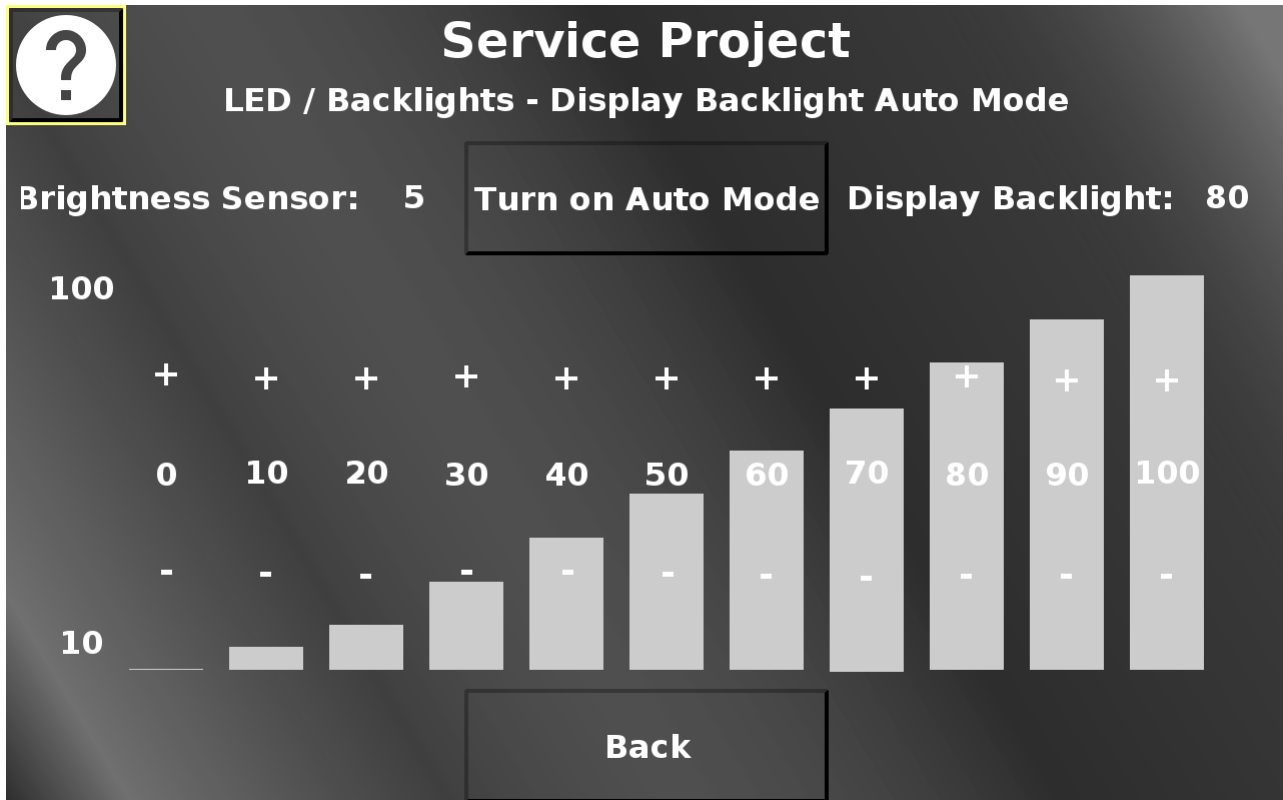 ?
Service Project
LED / Backlights - Display Backlight Auto Mode
Brightness Sensor: 5 Turn on Auto Mode Display Backlight: 80
100
+ + + + + + + + + + +
0 10 20 30 40 50 60 70 80 90 100
- - - - - - - - - - -
10
Back